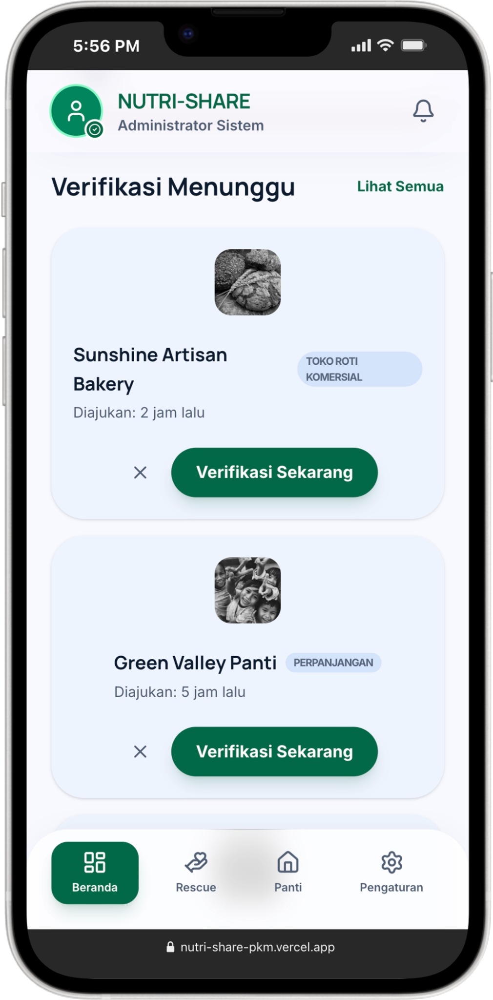 5:56 PM
NUTRI-SHARE
Administrator Sistem
Verifikasi Menunggu
Lihat Semua
Sunshine Artisan
Bakery
TOKO ROTI
KOMERSIAL
Diajukan: 2 jam lalu
Verifikasi Sekarang
Green Valley Panti
PERPANJANGAN
Diajukan: 5 jam lalu
Verifikasi Sekarang
Beranda
Rescue
Panti
Pengaturan
nutri-share-pkm.vercel.app